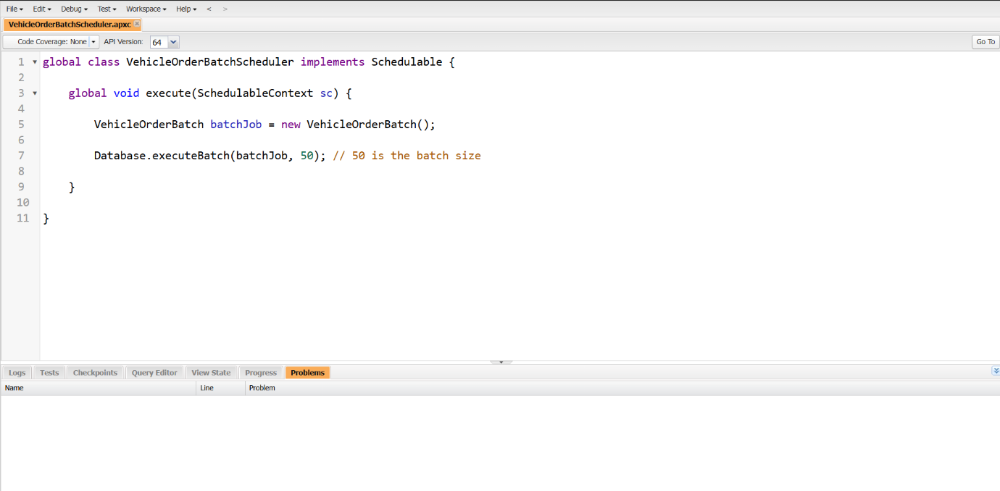 File Edit Debug Test Workspace Help < >
VehicleOrderBatchScheduler.apxc
Code Coverage: None API Version: 64 Go To
1 global class VehicleOrderBatchScheduler implements Schedulable {
2
3 global void execute(SchedulableContext sc) {
4
5 VehicleOrderBatch batchJob = new VehicleOrderBatch();
6
7 Database.executeBatch(batchJob, 50); // 50 is the batch size
8
9 }
10
11 }
Logs Tests Checkpoints Query Editor View State Progress Problems
Name Line Problem